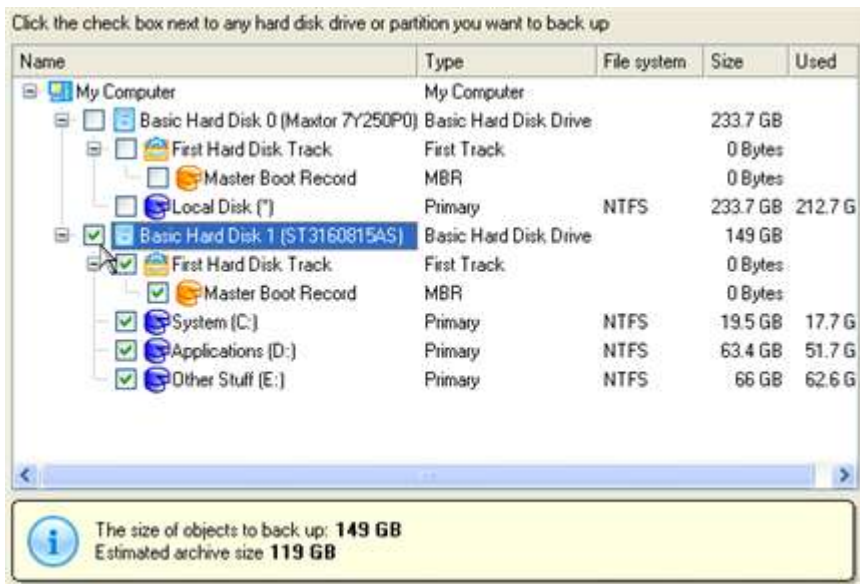 Click the check box next to any hard disk drive or partition you want to back up
Name Type File system Size Used
My Computer My Computer
Basic Hard Disk 0 (Maxtor 7Y250P0) Basic Hard Disk Drive 233.7 GB
First Hard Disk Track First Track 0 Bytes
Master Boot Record MBR 0 Bytes
Local Disk (*) Primary NTFS 233.7 GB 212.7 G
Basic Hard Disk 1 (ST3160815AS) Basic Hard Disk Drive 149 GB
First Hard Disk Track First Track 0 Bytes
Master Boot Record MBR 0 Bytes
System (C:) Primary NTFS 19.5 GB 17.7 G
Applications (D:) Primary NTFS 63.4 GB 51.7 G
Other Stuff (E:) Primary NTFS 66 GB 62.6 G
The size of objects to back up: 149 GB
Estimated archive size 119 GB